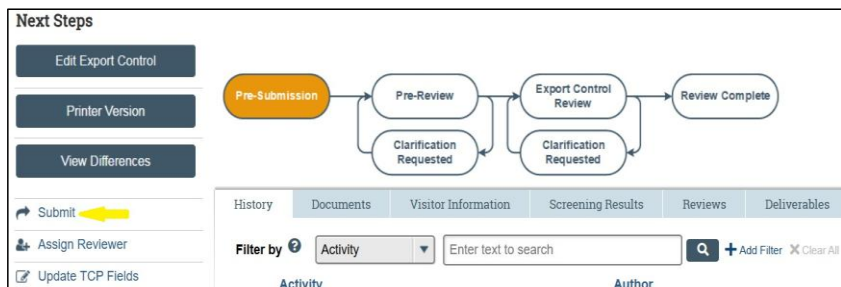 Next Steps
Edit Export Control
Printer Version
View Differences
Submit
Assign Reviewer
Update TCP Fields
Pre-Submission
Pre-Review
Export Control
Review
Review Complete
Clarification
Requested
Clarification
Requested
History Documents Visitor Information Screening Results Reviews Deliverables
Filter by ? Activity Enter text to search Add Filter Clear All
Activity Author